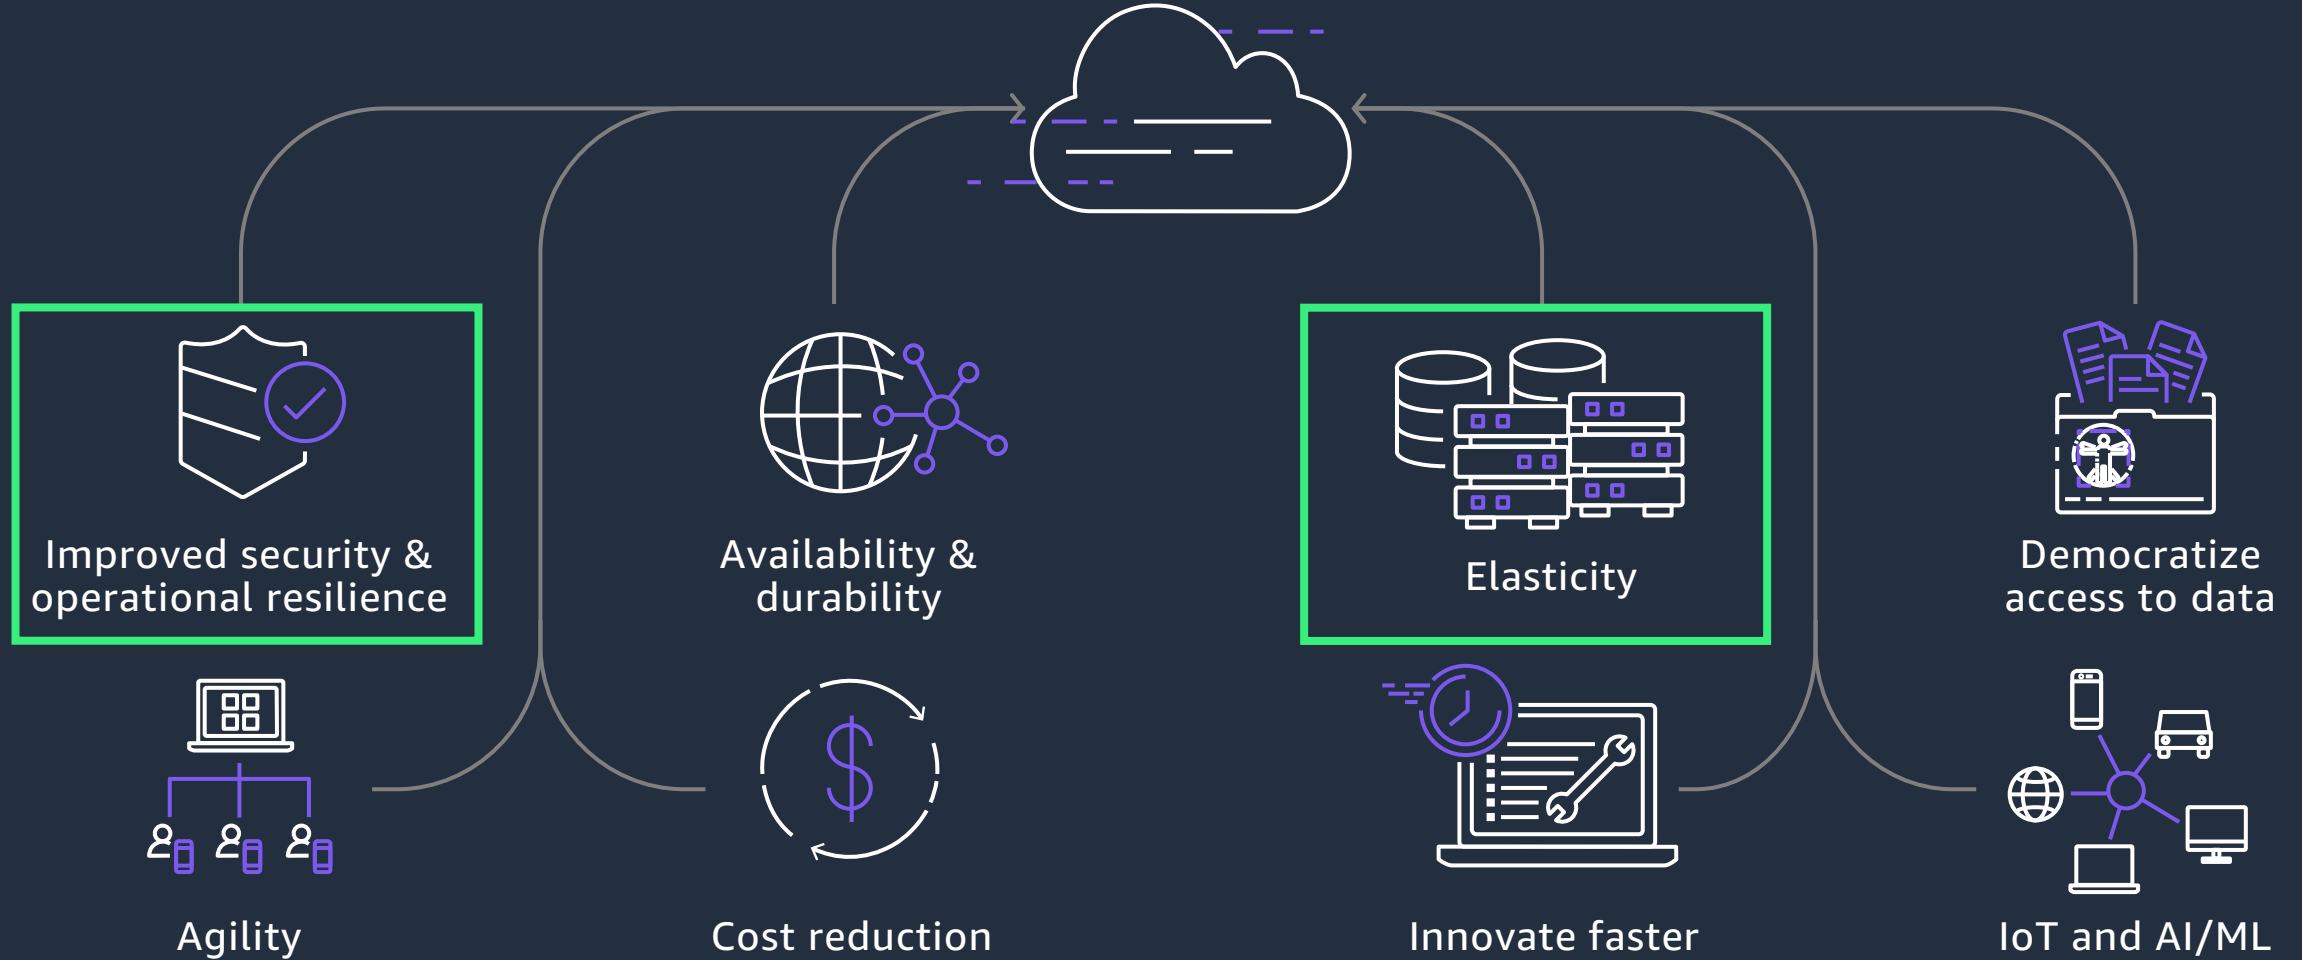 Improved security &
operational resilience
Availability &
durability
Elasticity
Democratize
access to data
Agility
Cost reduction
Innovate faster
IoT and AI/ML